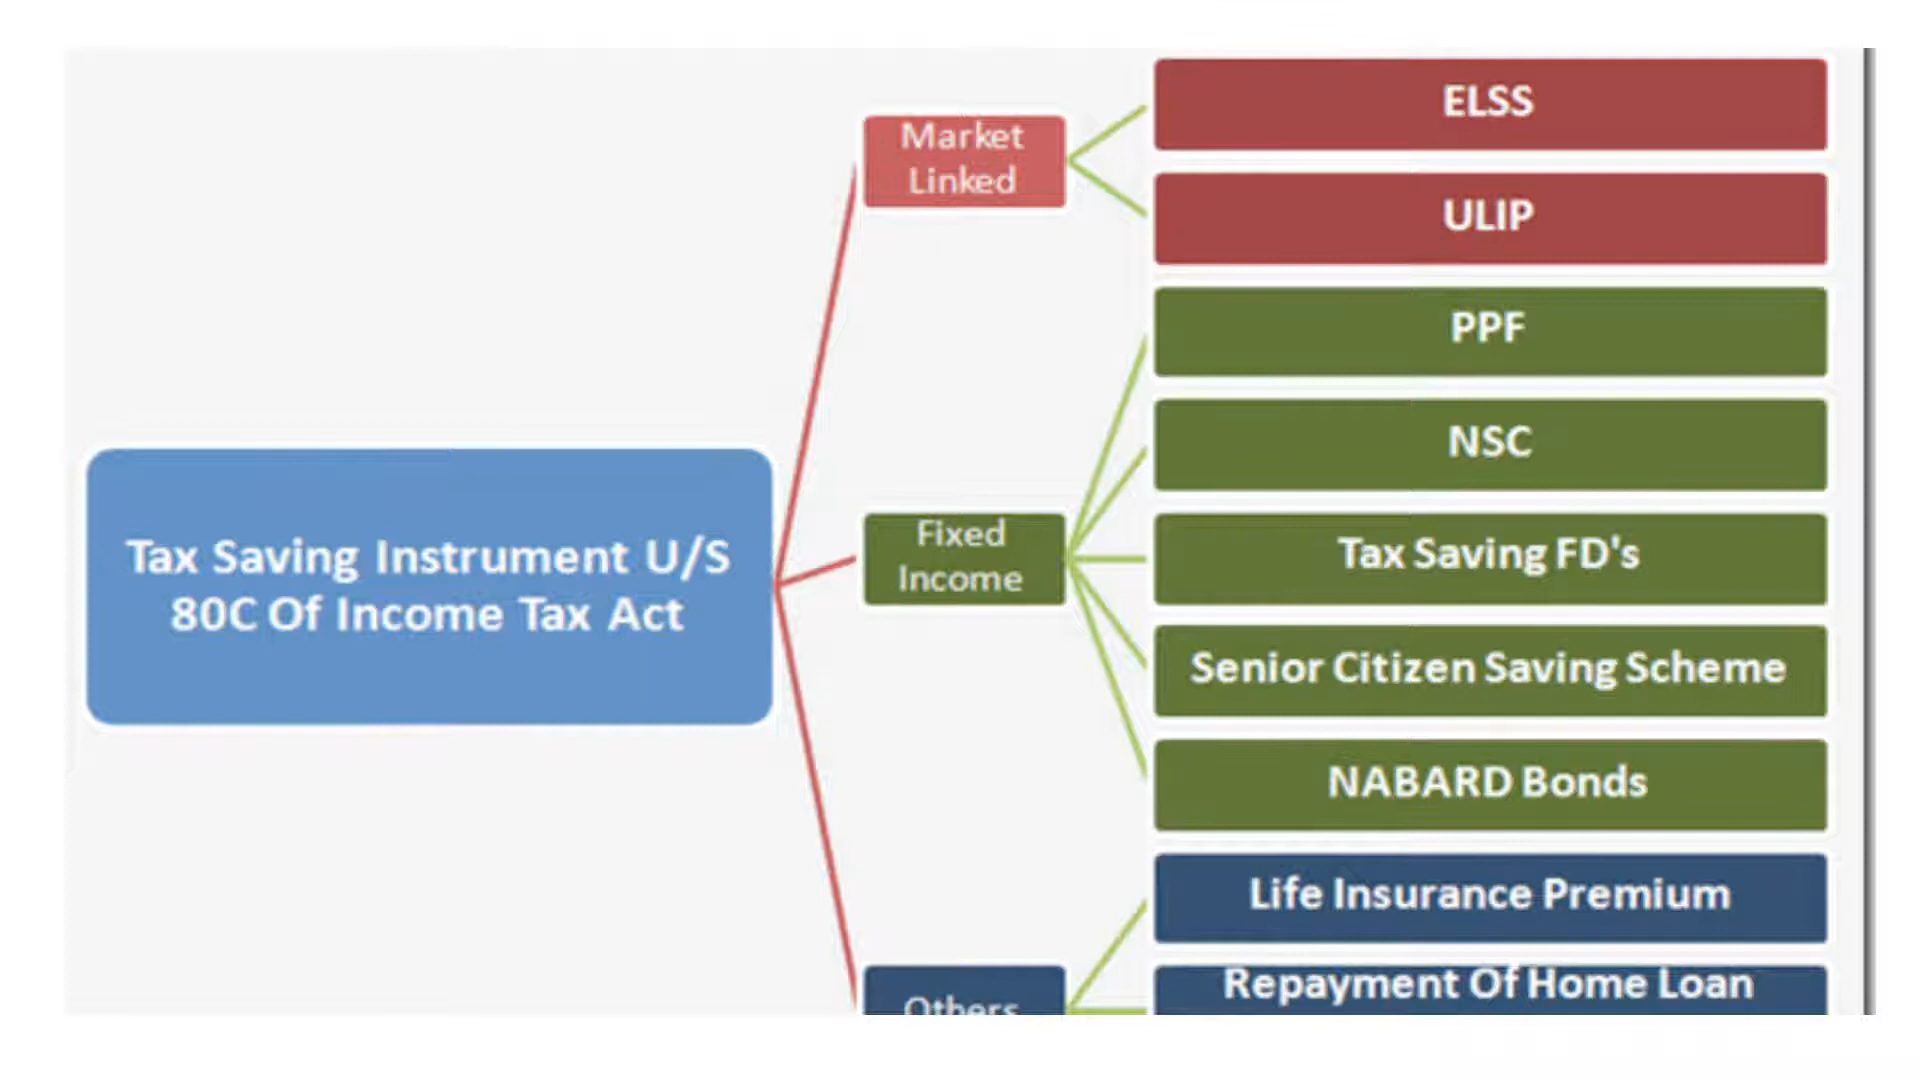 Tax Saving Instrument U/S
80C Of Income Tax Act
Market
Linked
ELSS
ULIP
Fixed
Income
PPF
NSC
Tax Saving FD's
Senior Citizen Saving Scheme
NABARD Bonds
Others
Life Insurance Premium
Repayment Of Home Loan